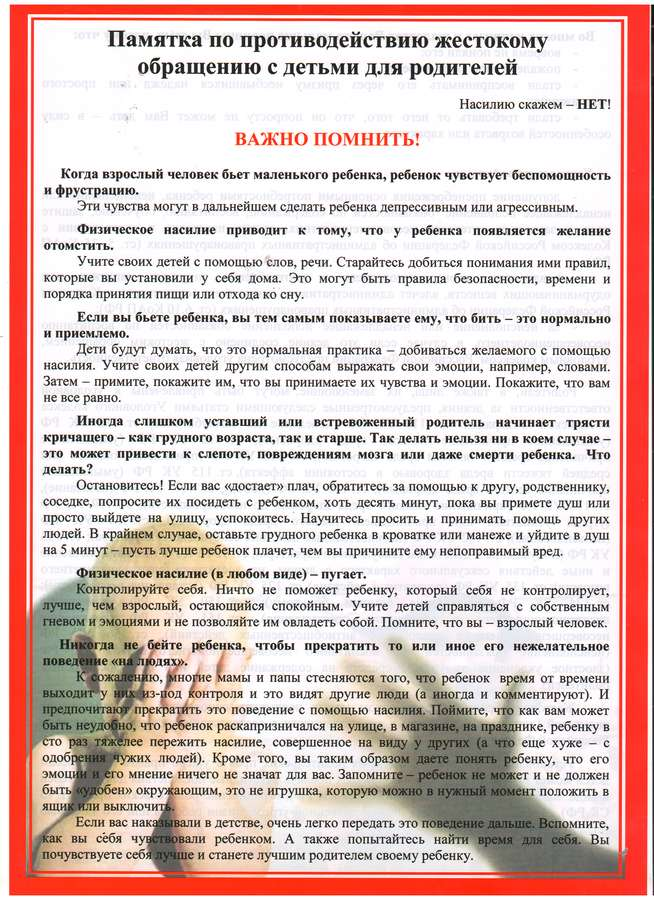 Памятка по противодействию жестокому
обращению с детьми для родителей
Насилию скажем – НЕТ!
ВАЖНО ПОМНИТЬ!
Когда взрослый человек бьет маленького ребенка, ребенок чувствует беспомощность
и фрустрацию.
Эти чувства могут в дальнейшем сделать ребенка депрессивным или агрессивным.
Физическое насилие приводит к тому, что у ребенка появляется желание
отомстить.
Учите своих детей с помощью слов, речи. Старайтесь добиться понимания ими правил,
которые вы установили у себя дома. Это могут быть правила безопасности, времени и
порядка принятия пищи или отхода ко сну.
Если вы бьете ребенка, вы тем самым показываете ему, что бить – это нормально
и приемлемо.
Дети будут думать, что это нормальная практика – добиваться желаемого с помощью
насилия. Учите своих детей другим способам выражать свои эмоции, например, словами.
Затем – примите, покажите им, что вы принимаете их чувства и эмоции. Покажите, что вам
не все равно.
Иногда слишком уставший или встревоженный родитель начинает трясти
кричащего – как грудного возраста, так и старше. Так делать нельзя ни в коем случае –
это может привести к слепоте, повреждениям мозга или даже смерти ребенка. Что
делать?
Остановитесь! Если вас «достает» плач, обратитесь за помощью к другу, родственнику,
соседке, попросите их посидеть с ребенком, хоть десять минут, пока вы примете душ или
просто выйдете на улицу, успокоитесь. Научитесь просить и принимать помощь других
людей. В крайнем случае, оставьте грудного ребенка в кроватке или манеже и уйдите в душ
на 5 минут – пусть лучше ребенок плачет, чем вы причините ему непоправимый вред.
Физическое насилие (в любом виде) – пугает.
Контролируйте себя. Ничто не поможет ребенку, который себя не контролирует,
лучше, чем взрослый, остающийся спокойным. Учите детей справляться с собственным
гневом и эмоциями и не позволяйте им овладеть собой. Помните, что вы – взрослый человек.
Никогда не бейте ребенка, чтобы прекратить то или иное его нежелательное
поведение «на людях».
К сожалению, многие мамы и папы стесняются того, что ребенок время от времени
выходит у них из-под контроля и это видят другие люди (а иногда и комментируют). И
предпочитают прекратить это поведение с помощью насилия. Поймите, что как вам может
быть неудобно, что ребенок раскапризничался на улице, в магазине, на празднике, ребенку в
сто раз тяжелее пережить насилие, совершенное на виду у других (а что еще хуже – с
одобрения чужих людей). Кроме того, вы таким образом даете понять ребенку, что его
эмоции и его мнение ничего не значат для вас. Запомните – ребенок не может и не должен
быть «удобен» окружающим, это не игрушка, которую можно в нужный момент положить в
ящик или выключить.
Если вас наказывали в детстве, очень легко передать это поведение дальше. Вспомните,
как вы себя чувствовали ребенком. А также попытайтесь найти время для себя. Вы
почувствуете себя лучше и станете лучшим родителем своему ребенку.